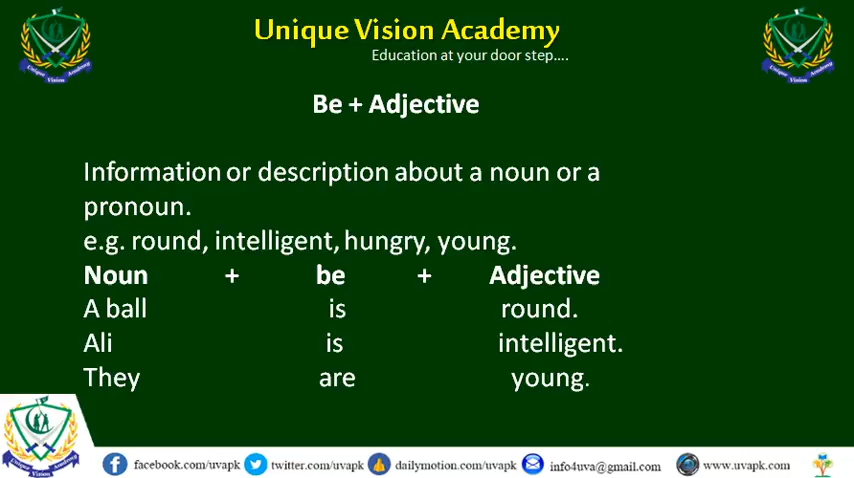 Unique Vision Academy
Education at your door step....
Be + Adjective
Information or description about a noun or a
pronoun.
e.g. round, intelligent, hungry, young.
Noun + be + Adjective
A ball is round.
Ali is intelligent.
They are young.
facebook.com/uvapk twitter.com/uvapk dailymotion.com/uvpk info4uva@gmail.com www.uvapk.com